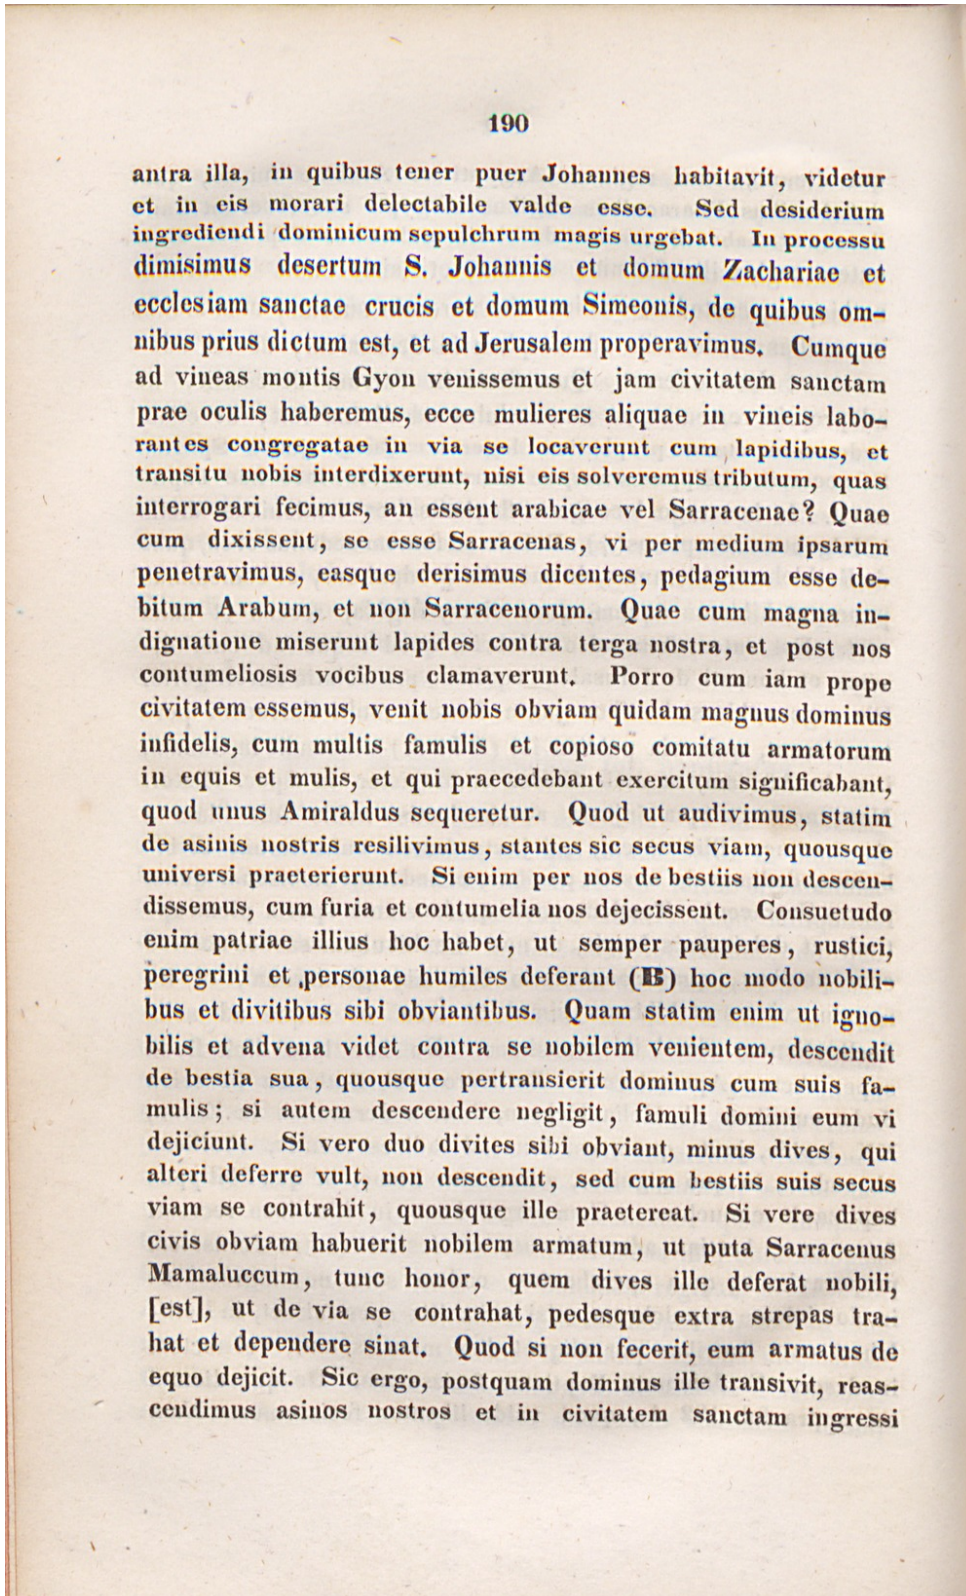 190
antra illa, in quibus tener puer Johannes habitavit, videtur
et in eis morari delectabile valde esse. Sed desiderium
ingrediendi dominicum sepulchrum magis urgebat. In processu
dimisimus desertum S. Johannis et domum Zachariae et
ecclesiam sanctae crucis et domum Simeonis, de quibus om-
nibus prius dictum est, et ad Jerusalem properavimus. Cumque
ad vineas montis Gyon venissemus et jam civitatem sanctam
prae oculis haberemus, ecce mulieres aliquae in vineis labo-
rantes congregatae in via se locaverunt cum lapidibus, et
transitu nobis interdixerunt, nisi eis solveremus tributum, quas
interrogari fecimus, an essent arabicae vel Sarracenae? Quae
cum dixissent, se esse Sarracenas, vi per medium ipsarum
penetravimus, easque derisimus dicentes, pedagium esse de-
bitum Arabum, et non Sarracenorum. Quae cum magna in-
dignatione miserunt lapides contra terga nostra, et post nos
contumeliosis vocibus clamaverunt. Porro cum iam prope
civitatem essemus, venit nobis obviam quidam magnus dominus
infidelis, cum multis famulis et copioso comitatu armatorum
in equis et mulis, et qui praecedebant exercitum significabant,
quod unus Amiraldus sequeretur. Quod ut audivimus, statim
de asinis nostris resilivimus, stantes sic secus viam, quousque
universi praeterierunt. Si enim per nos de bestiis non descen-
dissemus, cum furia et contumelia nos dejecissent. Consuetudo
enim patriae illius hoc habet, ut semper pauperes, rustici,
peregrini et personae humiles deferant (B) hoc modo nobili-
bus et divitibus sibi obviantibus. Quam statim enim ut igno-
bilis et advena videt contra se nobilem venientem, descendit
de bestia sua, quousque pertransierit dominus cum suis fa-
mulis; si autem descendere negligit, famuli domini eum vi
dejiciunt. Si vero duo divites sibi obviant, minus dives, qui
alteri deferre vult, non descendit, sed cum bestiis suis secus
viam se contrahit, quousque ille praetereat. Si vere dives
civis obviam habuerit nobilem armatum, ut puta Sarracenus
Mamaluccum, tunc honor, quem dives ille deferat nobili,
[est], ut de via se contrahat, pedesque extra strepas tra-
hat et dependere sinat. Quod si non fecerit, eum armatus de
equo dejicit. Sic ergo, postquam dominus ille transivit, reas-
cendimus asinos nostros et in civitatem sanctam ingressi